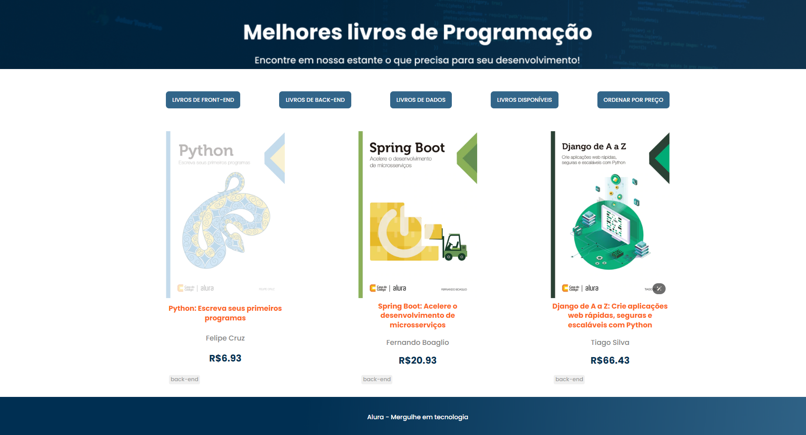 Melhores livros de Programação
Encontre em nossa estante o que precisa para seu desenvolvimento!
LIVROS DE FRONT-END
LIVROS DE BACK-END
LIVROS DE DADOS
LIVROS DISPONÍVEIS
ORDENAR POR PREÇO
Python
Escreva seus primeiros programas
alura
Python: Escreva seus primeiros
programas
Felipe Cruz
R$6.93
back-end
Spring Boot
Acelere o desenvolvimento
de microsserviços
alura
FERNANDO BOAGLIO
Spring Boot: Acelere o
desenvolvimento de
microsserviças
Fernando Boaglio
R$20.93
back-end
Django de A a Z
Crie aplicações web rápidas,
seguras e escaláveis com Python
alura
Django de A a Z: Crie aplicações
web rápidas, seguras e
escaláveis com Python
Tiago Silva
R$66.43
back-end
Alura - Mergulhe em tecnologia